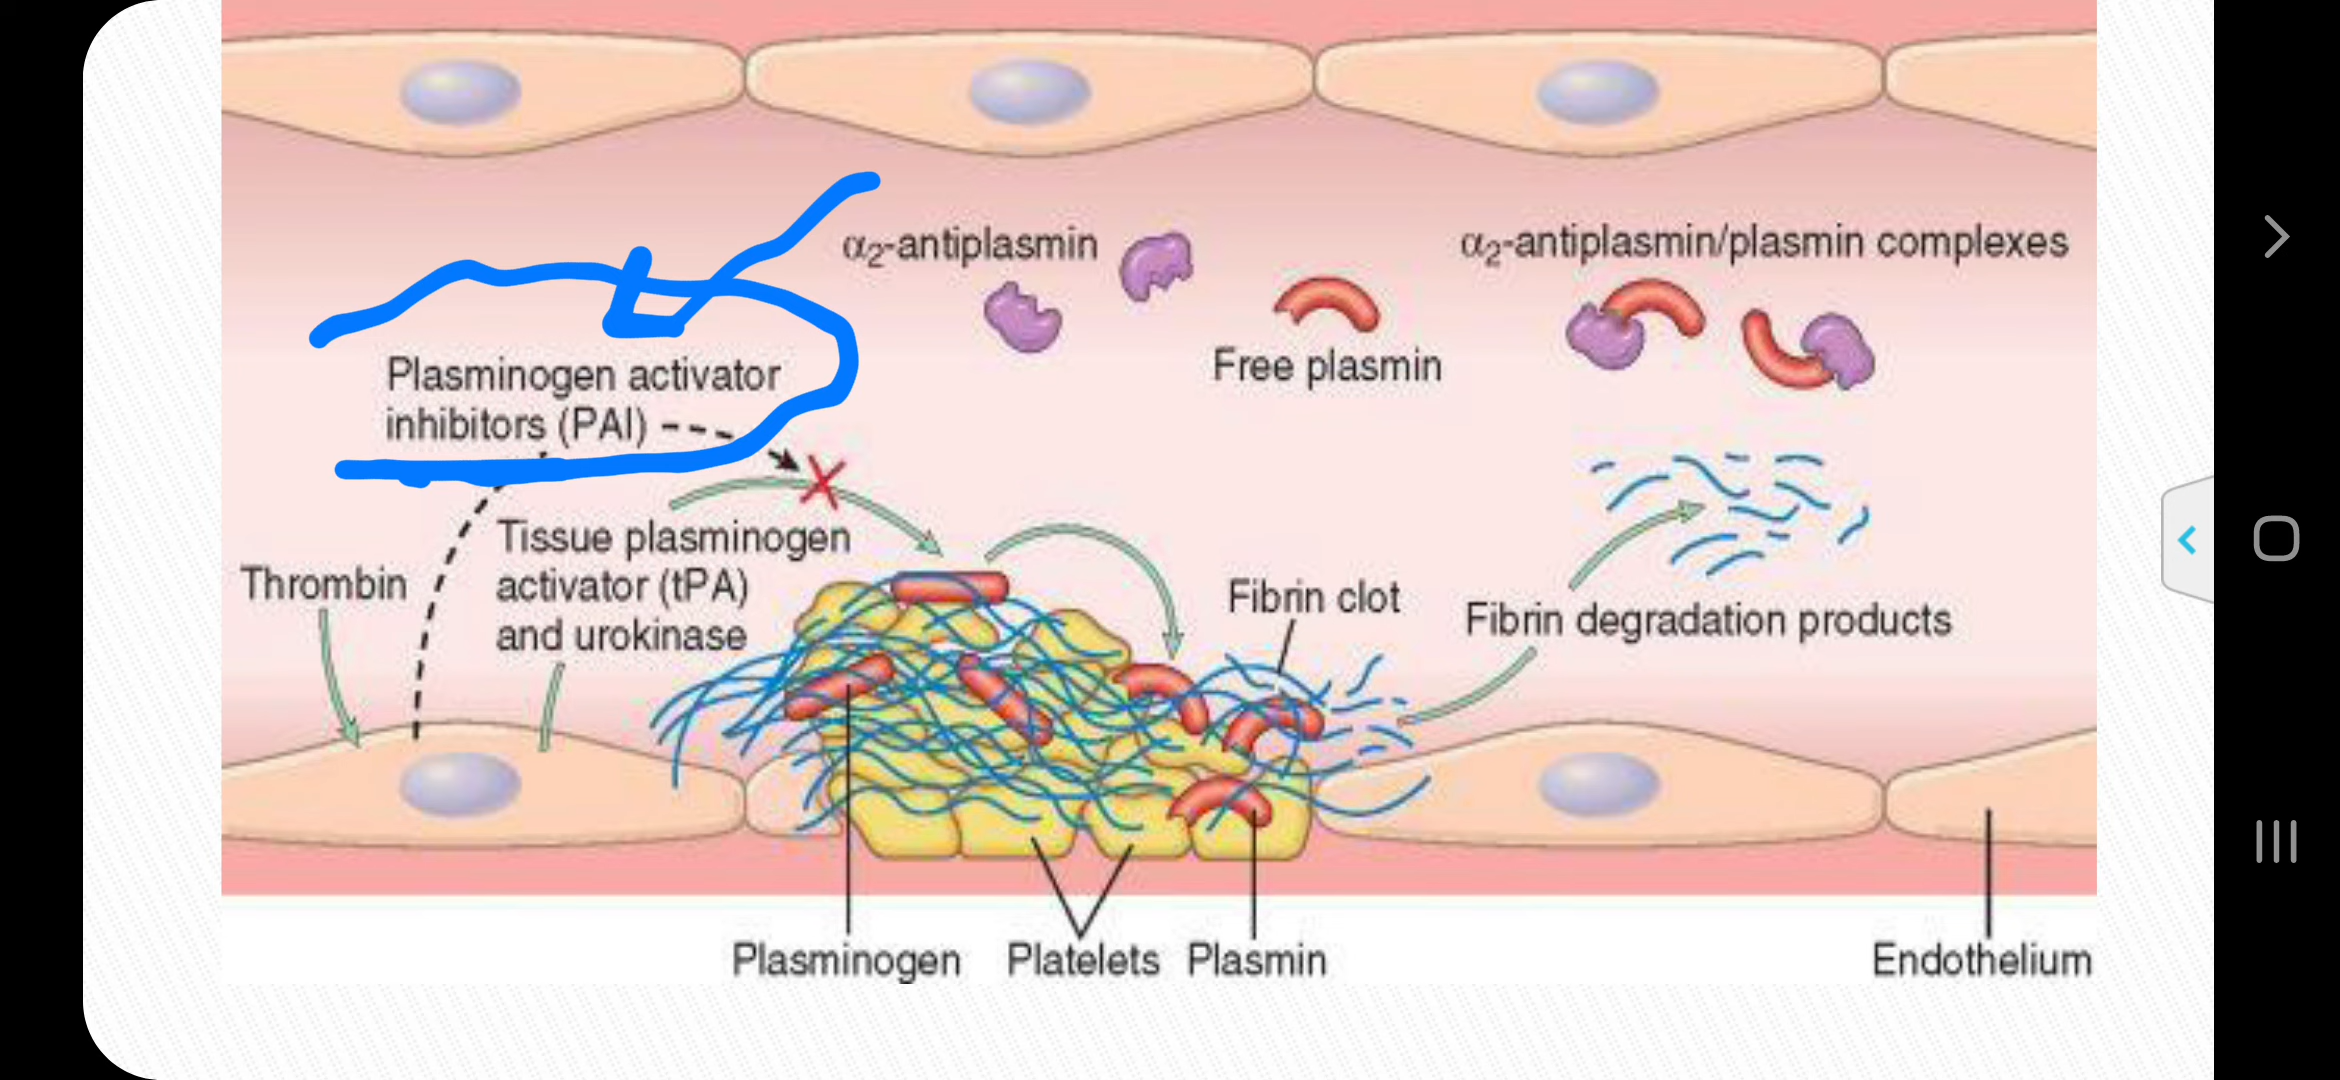 α2-antiplasmin
α2-antiplasmin/plasmin complexes
Free plasmin
Plasminogen activator
inhibitors (PAI)
Tissue plasminogen
activator (tPA)
and urokinase
Thrombin
Fibrin clot
Fibrin degradation products
Plasminogen
Platelets
Plasmin
Endothelium